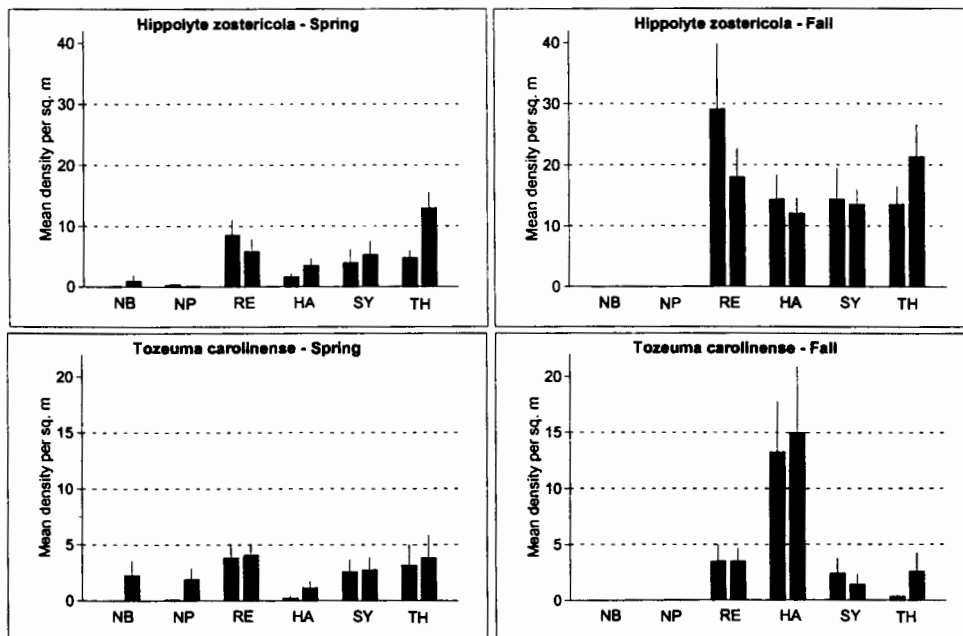 Hippolyte zostericola - Spring
Mean density per sq. m
40
30
20
10
0
NB NP RE HA SY TH
Hippolyte zostericola - Fall
Mean density per sq. m
40
30
20
10
0
NB NP RE HA SY TH
Tozeuma carolinense - Spring
Mean density per sq. m
20
15
10
5
0
NB NP RE HA SY TH
Tozeuma carolinense - Fall
Mean density per sq. m
20
15
10
5
0
NB NP RE HA SY TH